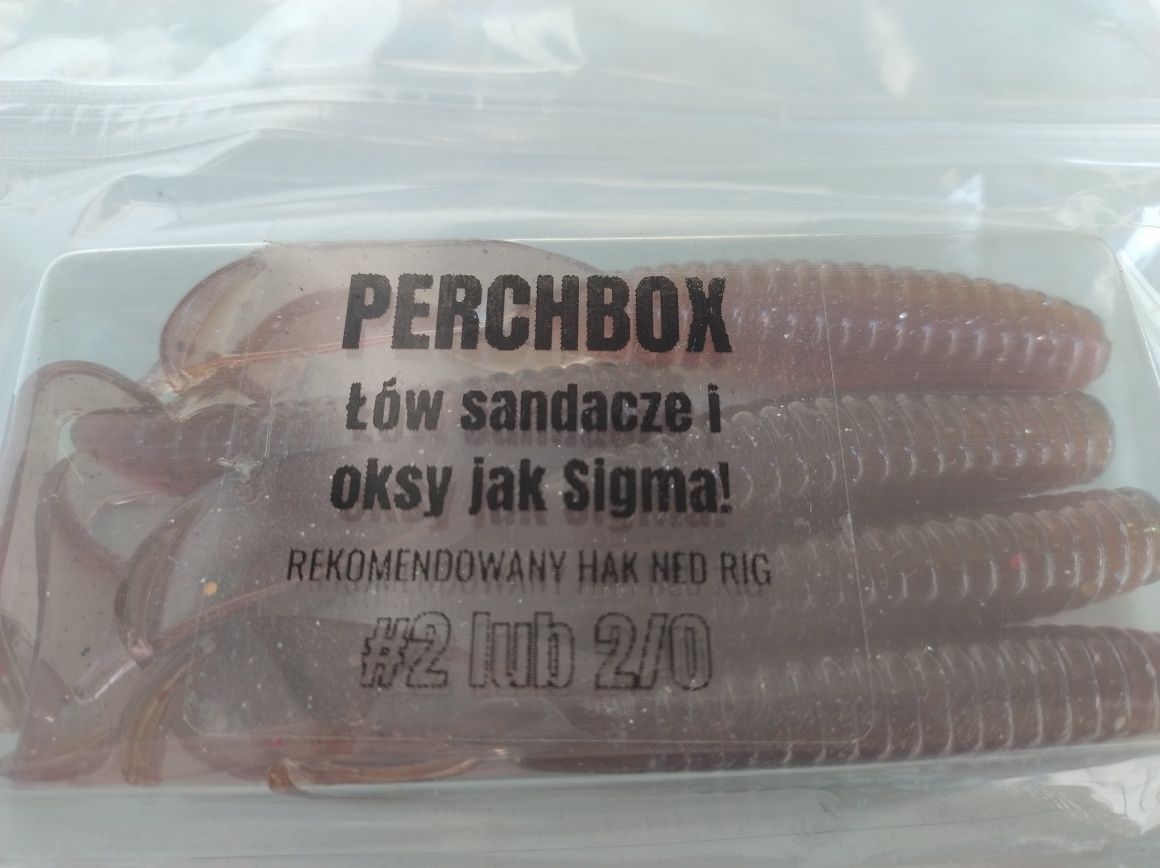 PERCHBOX
Łów sandacze i
oksy jak Sigma!
REKOMENDOWANY HAK NED RIG
#2 lub 2/0